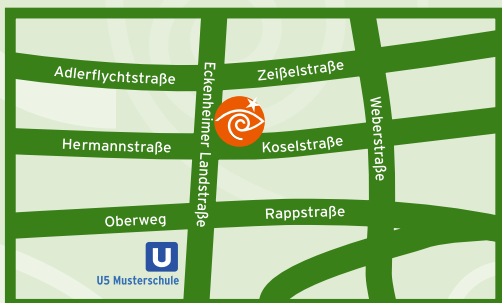 Adlerflychtstraße
Zeißelstraße
Eckenheimer Landstraße
Weberstraße
Hermannstraße
Koselstraße
Oberweg
Rappstraße
U
U5 Musterschule